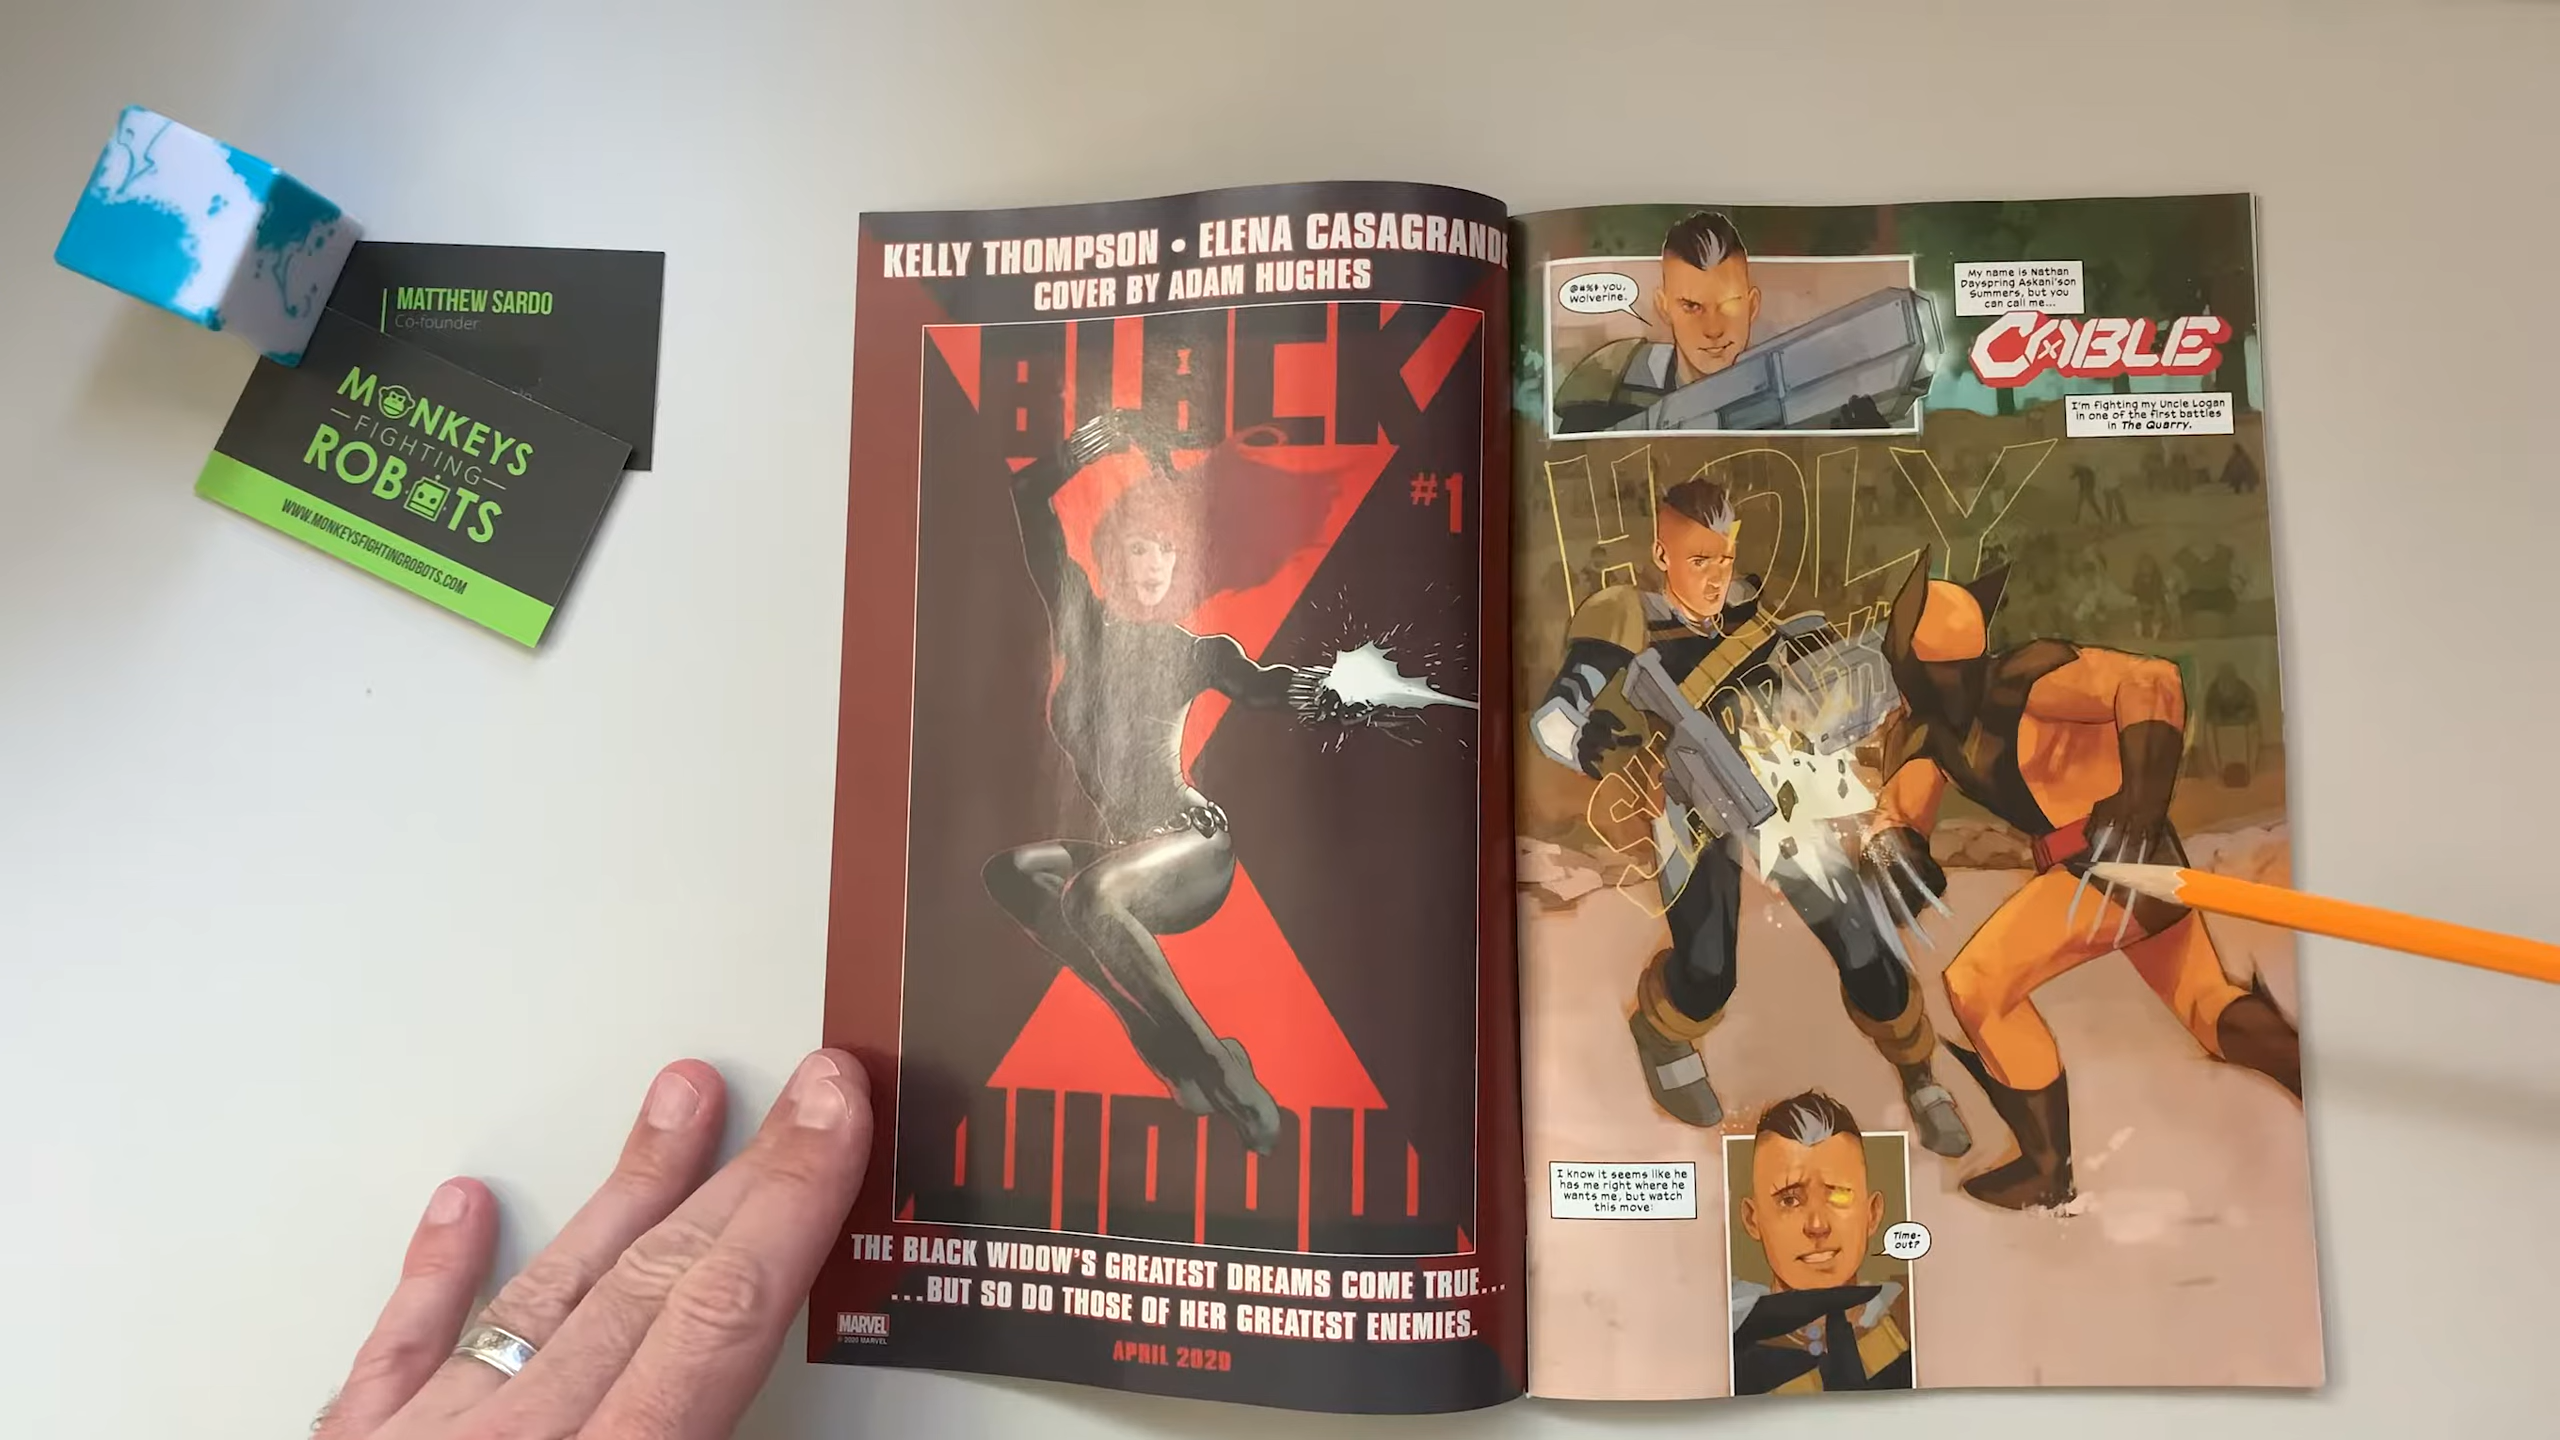 MATTHEW SARDO
Co-founder
MONKEYS
FIGHTING
ROBOTS
WWW.MONKEYSFIGHTINGROBOTS.COM
KELLY THOMPSON • ELENA CASAGRANDE
COVER BY ADAM HUGHES
BLACK
#1
WIDOW
THE BLACK WIDOW'S GREATEST DREAMS COME TRUE...
...BUT SO DO THOSE OF HER GREATEST ENEMIES.
MARVEL
© 2020 MARVEL
APRIL 2020
@#%& you,
Wolverine.
My name is Nathan
Dayspring Askani'son
Summers, but you
can call me...
CABLE
I'm fighting my Uncle Logan
in one of the first battles
in The Quarry.
HOLY
I know it seems like he
has me right where he
wants me, but watch
this move:
Time-
out?